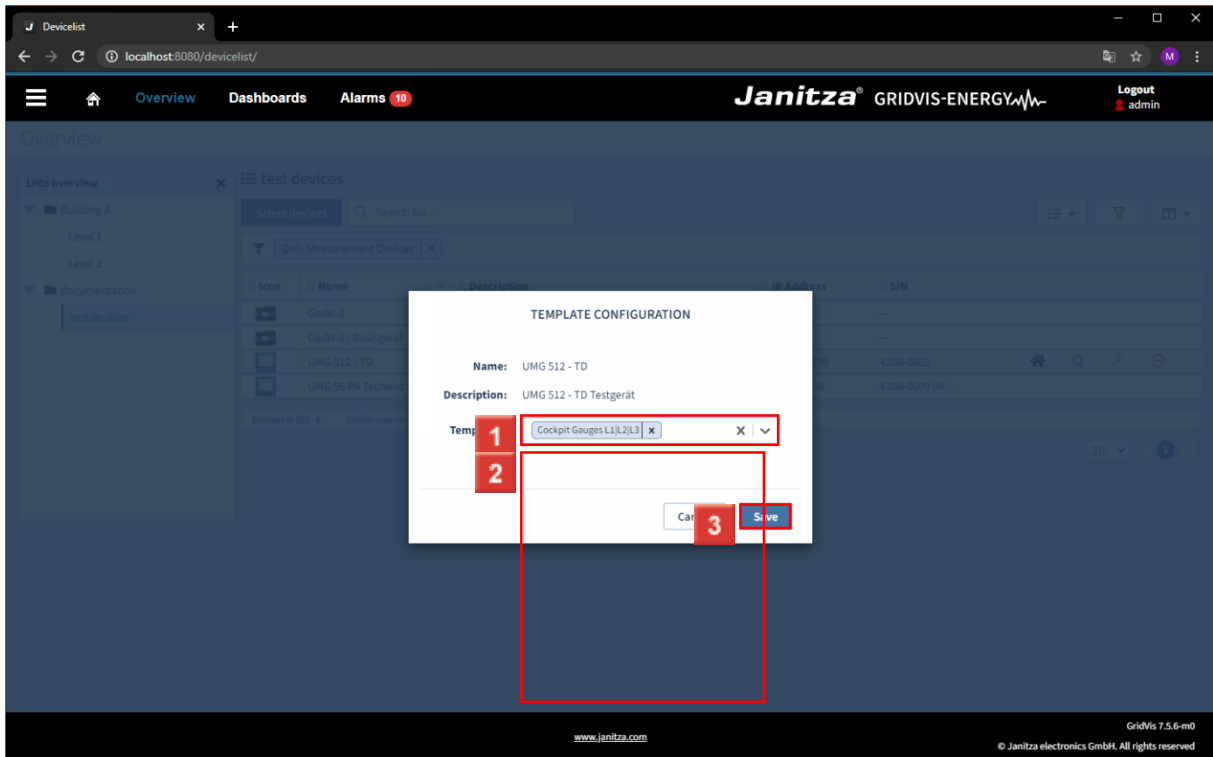 Devicelist
localhost:8080/devicelist/
M
Overview Dashboards Alarms 10
Janitza® GRIDVIS-ENERGY
Logout
admin
Overview
Lists overview
test devices
Building A
Select devices Search list...
Level 1
Only Measurement Devices
Level 2
documentation
Icon Name Description IP Address S/N
test devices
Gerät-3 —
Gerät-3 / Basisgerät —
UMG 512 - TD 4200-0053
UMG 96 PA Technisc 4300-0009 (M...
Devices in list: 4 Visible
20 1
TEMPLATE CONFIGURATION
Name: UMG 512 - TD
Description: UMG 512 - TD Testgerät
Temp 1 Cockpit Gauges L1|L2|L3
2
Ca 3 Save
www.janitza.com
GridVis 7.5.6-m0
© Janitza electronics GmbH. All rights reserved